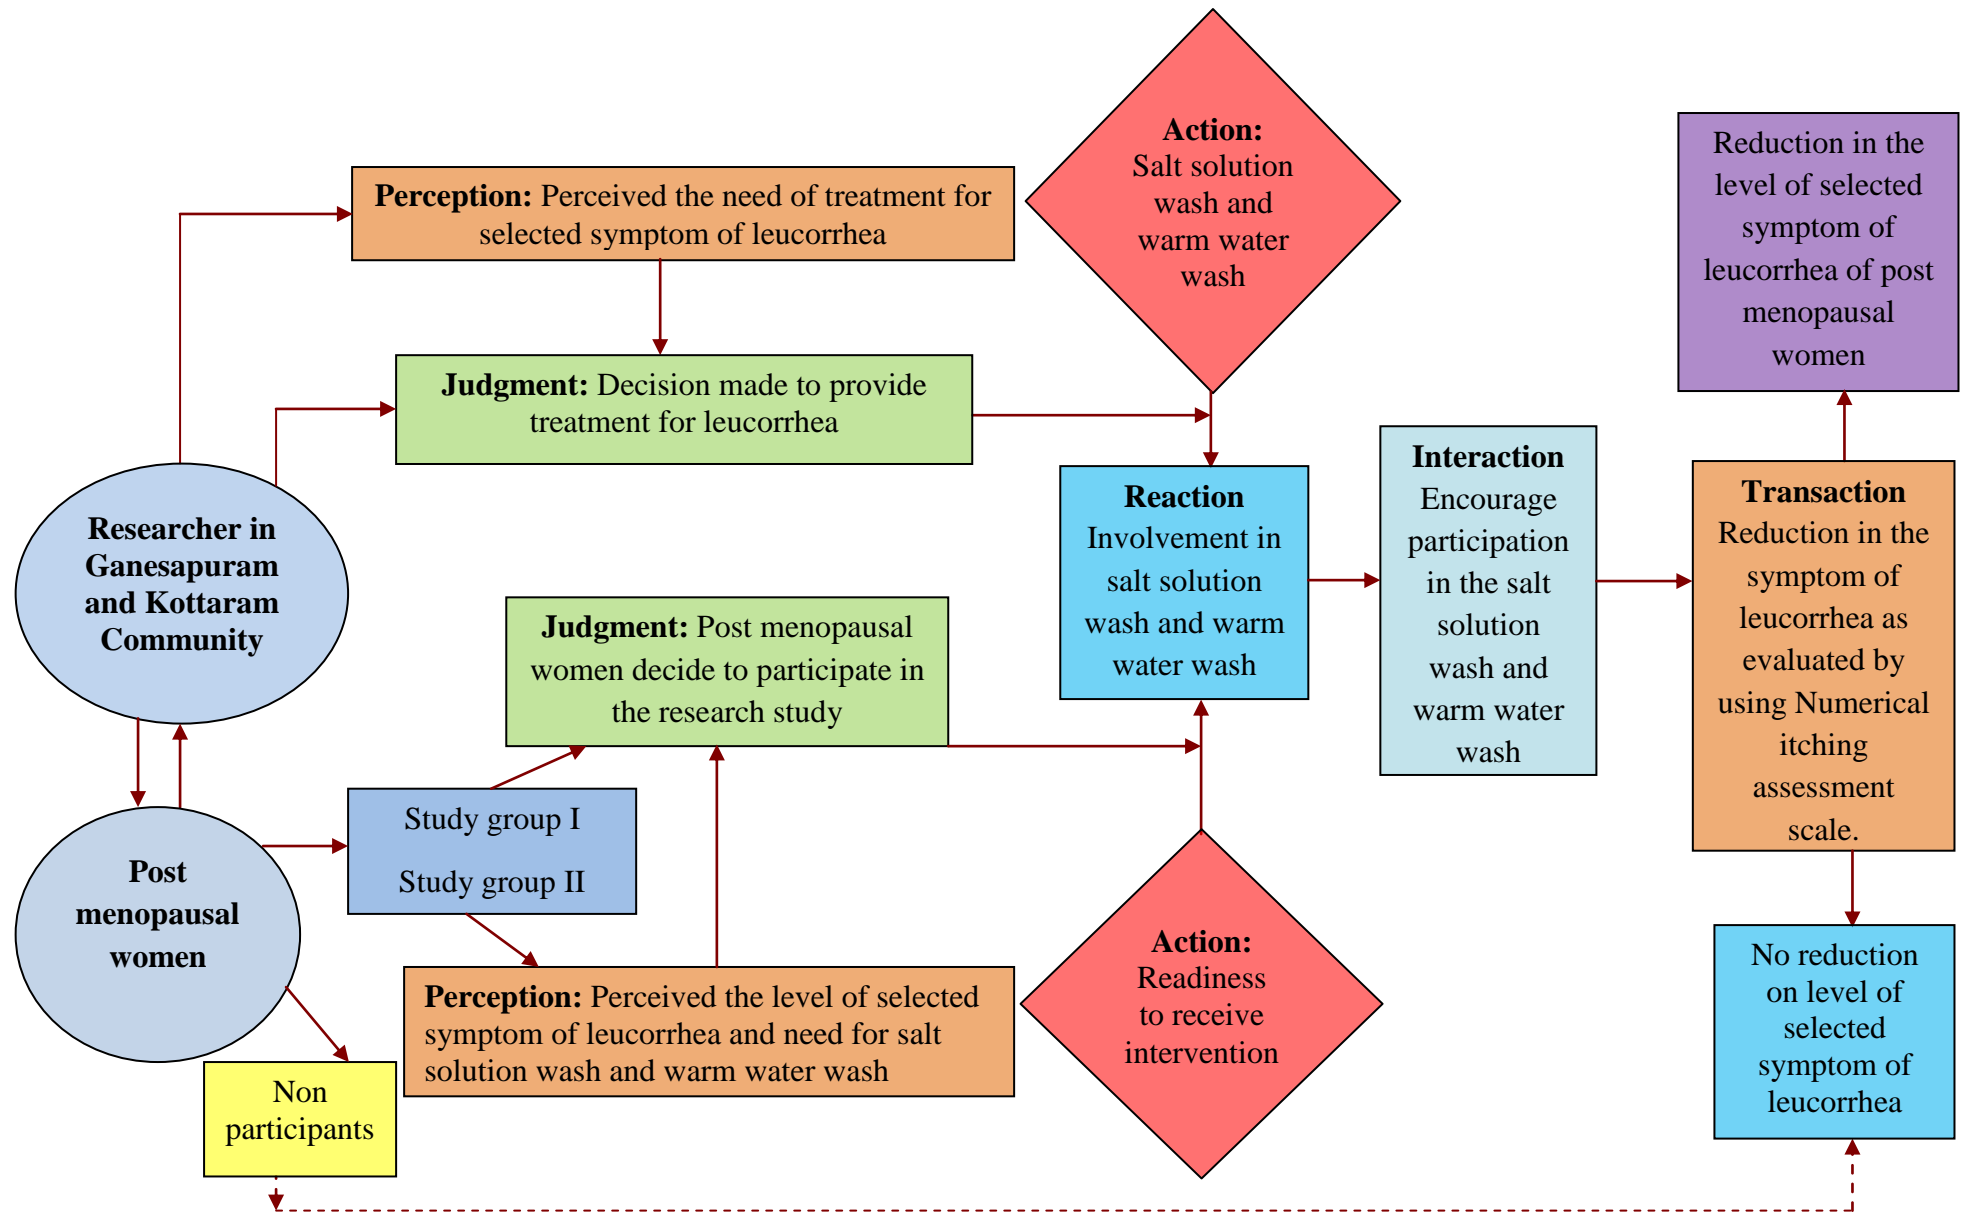 Action:
Salt solution
wash and
warm water
wash
Reduction in the
level of selected
symptom of
leucorrhea of post
menopausal
women
Perception: Perceived the need of treatment for
selected symptom of leucorrhea
Judgment: Decision made to provide
treatment for leucorrhea
Researcher in
Ganesapuram
and Kottaram
Community
Reaction
Involvement in
salt solution
wash and warm
water wash
Interaction
Encourage
participation
in the salt
solution
wash and
warm water
wash
Transaction
Reduction in the
symptom of
leucorrhea as
evaluated by
using Numerical
itching
assessment
scale.
Judgment: Post menopausal
women decide to participate in
the research study
Study group I
Study group II
Post
menopausal
women
Perception: Perceived the level of selected
symptom of leucorrhea and need for salt
solution wash and warm water wash
Action:
Readiness
to receive
intervention
No reduction
on level of
selected
symptom of
leucorrhea
Non
participants